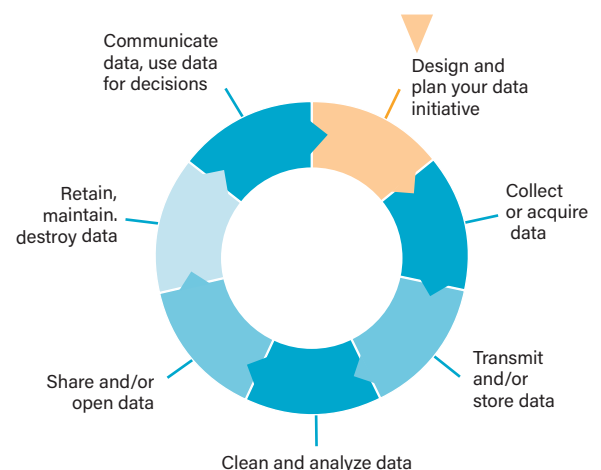 Communicate
data, use data
for decisions
Design and
plan your data
initiative
Collect
or acquire
data
Transmit
and/or
store data
Clean and analyze data
Share and/or
open data
Retain,
maintain.
destroy data